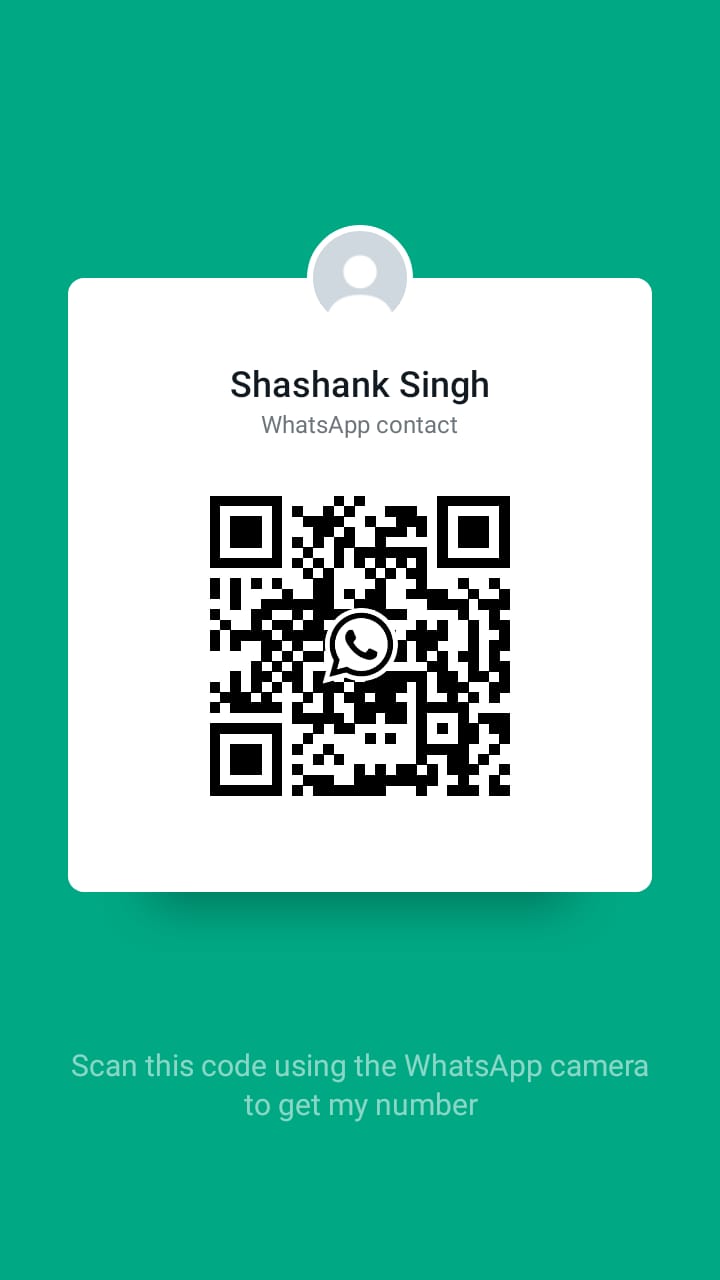 Shashank Singh
WhatsApp contact
Scan this code using the WhatsApp camera
to get my number